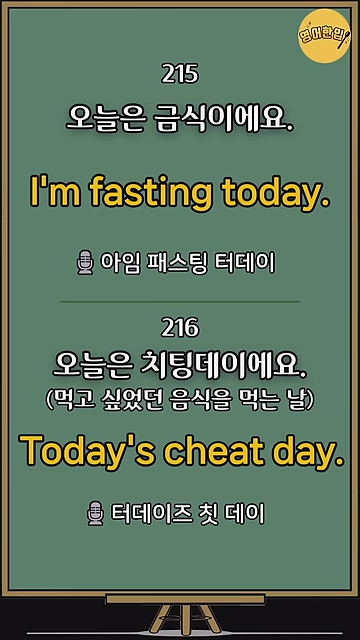 영어한입
215
오늘은 금식이에요.
I'm fasting today.
아임 패스팅 터데이
216
오늘은 치팅데이에요.
(먹고 싶었던 음식을 먹는 날)
Today's cheat day.
터데이즈 칫 데이